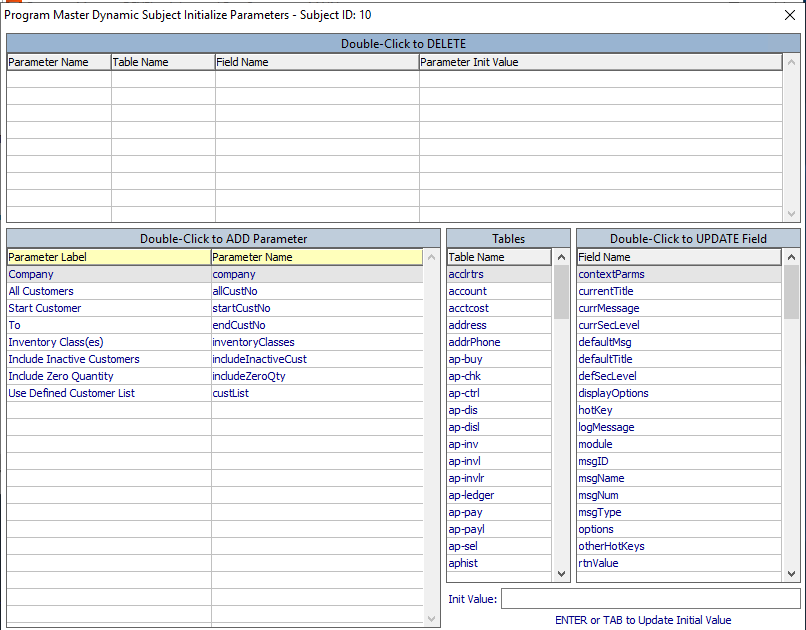 Program Master Dynamic Subject Initialize Parameters - Subject ID: 10
Double-Click to DELETE
Parameter Name Table Name Field Name Parameter Init Value
Double-Click to ADD Parameter
Parameter Label Parameter Name
Company company
All Customers allCustNo
Start Customer startCustNo
To endCustNo
Inventory Class(es) inventoryClasses
Include Inactive Customers includeInactiveCust
Include Zero Quantity includeZeroQty
Use Defined Customer List custList
Tables
Table Name
acclrtrs
account
acctcost
address
addrPhone
ap-buy
ap-chk
ap-ctrl
ap-dis
ap-disl
ap-inv
ap-invl
ap-invlr
ap-ledger
ap-pay
ap-payl
ap-sel
aphist
Double-Click to UPDATE Field
Field Name
contextParms
currentTitle
currMessage
currSecLevel
defaultMsg
defaultTitle
defSecLevel
displayOptions
hotKey
logMessage
module
msgID
msgName
msgNum
msgType
options
otherHotKeys
rtnValue
Init Value:
ENTER or TAB to Update Initial Value